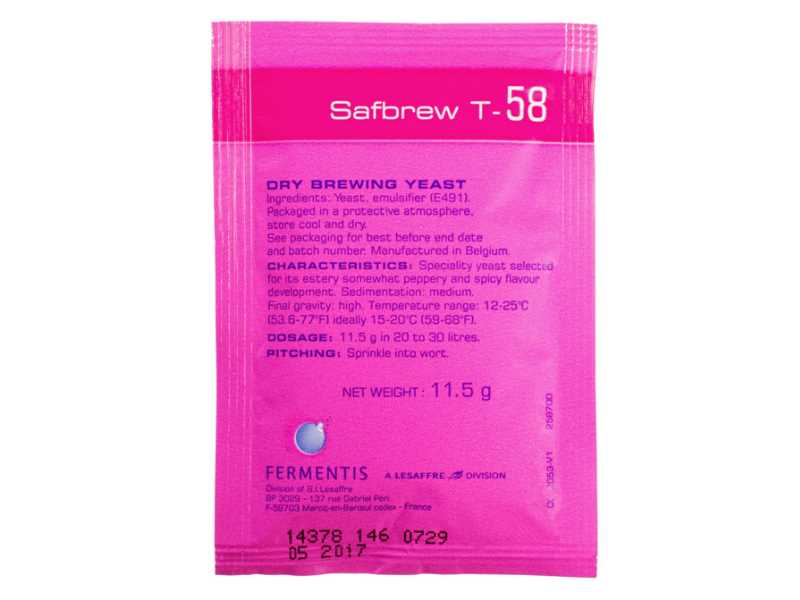 Safbrew T-58
DRY BREWING YEAST
Ingredients: Yeast, emulsifier (E491).
Packaged in a protective atmosphere,
store cool and dry.
See packaging for best before end date
and batch number. Manufactured in Belgium.
CHARACTERISTICS: Speciality yeast selected
for its estery somewhat peppery and spicy flavour
development. Sedimentation: medium.
Final gravity: high. Temperature range: 12-25°C
(53.6-77°F) ideally 15-20°C (59-68°F).
DOSAGE: 11.5 g in 20 to 30 litres.
PITCHING: Sprinkle into wort.
NET WEIGHT: 11.5 g
FERMENTIS A LESAFFRE DIVISION
Division of S.I.Lesaffre
BP 3029 - 137 rue Gabriel Péri
F-59703 Marcq-en-Baroeul cedex - France
14378 146 0729
05 2017